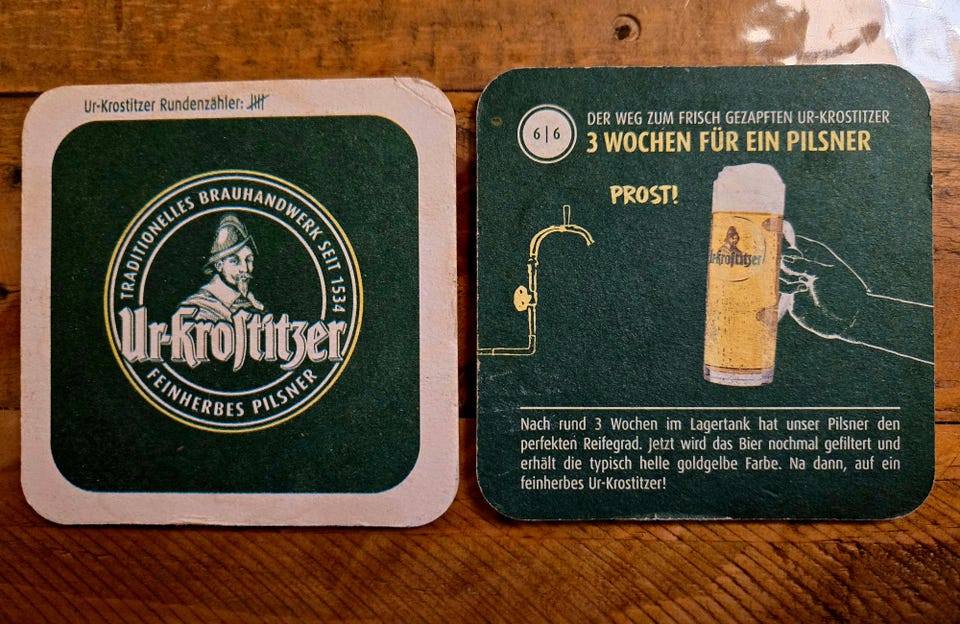 Ur-Krostitzer Rundenzähler:
TRADITIONELLES BRAUHANDWERK SEIT 1534
Ur-Krostitzer
FEINHERBES PILSNER
6|6
DER WEG ZUM FRISCH GEZAPFTEN UR-KROSTITZER
3 WOCHEN FÜR EIN PILSNER
PROST!
Ur-Krostitzer
Nach rund 3 Wochen im Lagertank hat unser Pilsner den
perfekten Reifegrad. Jetzt wird das Bier nochmal gefiltert und
erhält die typisch helle goldgelbe Farbe. Na dann, auf ein
feinherbes Ur-Krostitzer!